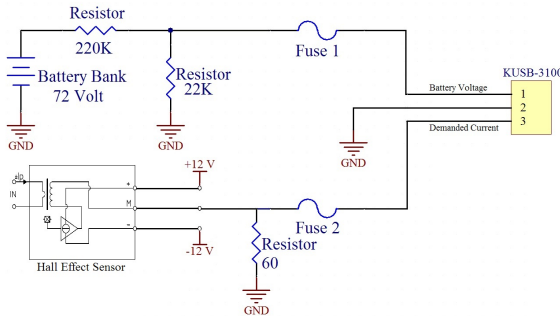 Resistor
220K
Fuse 1
Battery Bank
72 Volt
Resistor
22K
KUSB-3100
Battery Voltage
1
2
3
Demanded Current
GND
GND
GND
+12 V
IN
+
M
-
-12 V
Fuse 2
Resistor
60
Hall Effect Sensor
GND